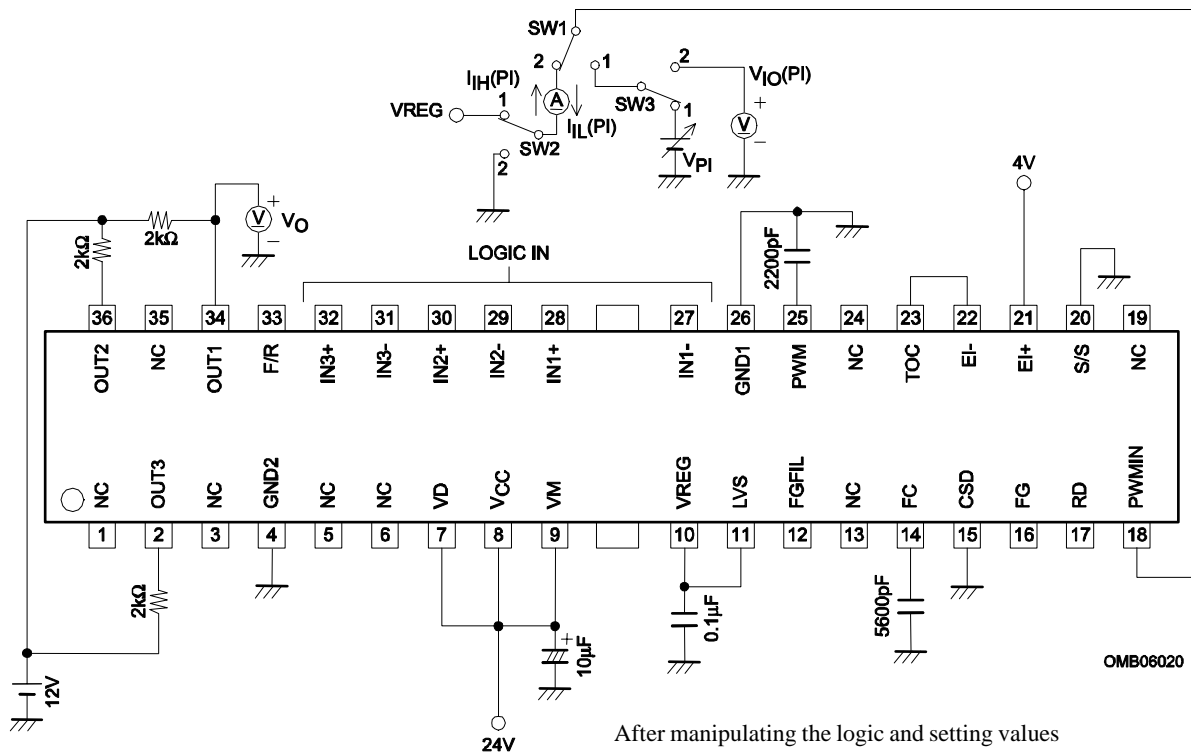 SW1
2
1
2
I_IH(PI)
V_IO(PI)
+
1
A
SW3
VREG
I_IL(PI)
1
V
SW2
−
2
V_PI
4V
+
V
V_O
−
2kΩ
2kΩ
LOGIC IN
2200pF
36 35 34 33 32 31 30 29 28 27 26 25 24 23 22 21 20 19
OUT2 NC OUT1 F/R IN3+ IN3- IN2+ IN2- IN1+ IN1- GND1 PWM NC TOC EI- EI+ S/S NC
NC OUT3 NC GND2 NC NC VD VCC VM VREG LVS FGFIL NC FC CSD FG RD PWMIN
1 2 3 4 5 6 7 8 9 10 11 12 13 14 15 16 17 18
2kΩ
+
10μF
0.1μF
5600pF
OMB06020
12V
24V
After manipulating the logic and setting values